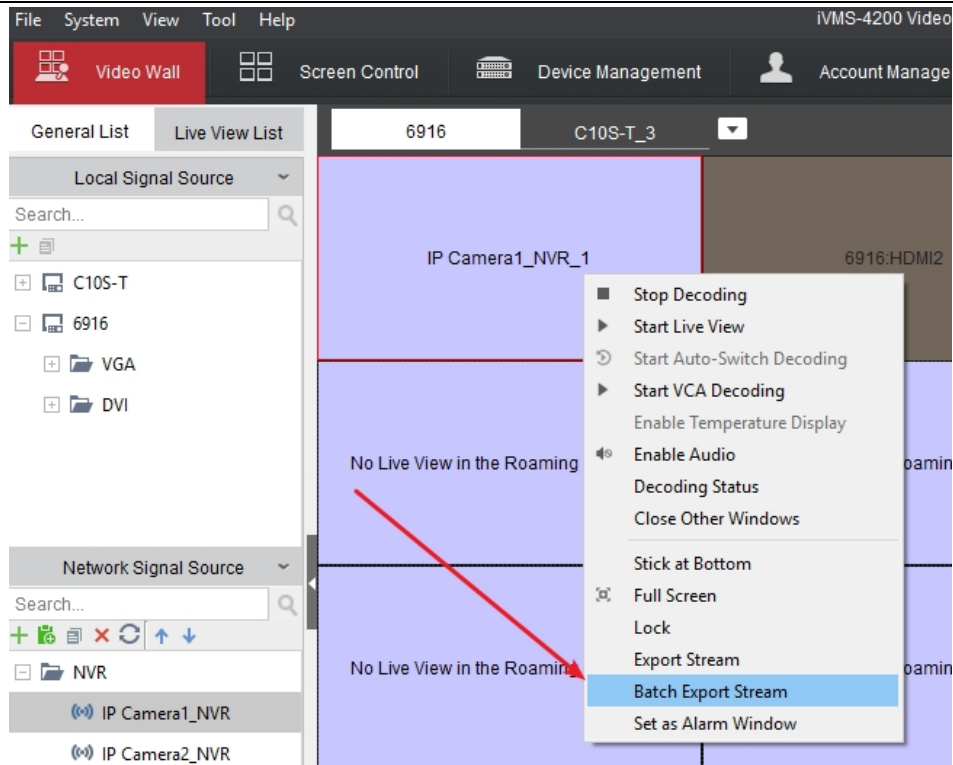 File System View Tool Help iVMS-4200 Video
Video Wall Screen Control Device Management Account Manage
General List Live View List 6916 C10S-T_3
Local Signal Source
Search...
C10S-T
6916
VGA
DVI
Network Signal Source
Search...
NVR
IP Camera1_NVR
IP Camera2_NVR
IP Camera1_NVR_1 6916:HDMI2
No Live View in the Roaming oamin
No Live View in the Roaming oamin
Stop Decoding
Start Live View
Start Auto-Switch Decoding
Start VCA Decoding
Enable Temperature Display
Enable Audio
Decoding Status
Close Other Windows
Stick at Bottom
Full Screen
Lock
Export Stream
Batch Export Stream
Set as Alarm Window